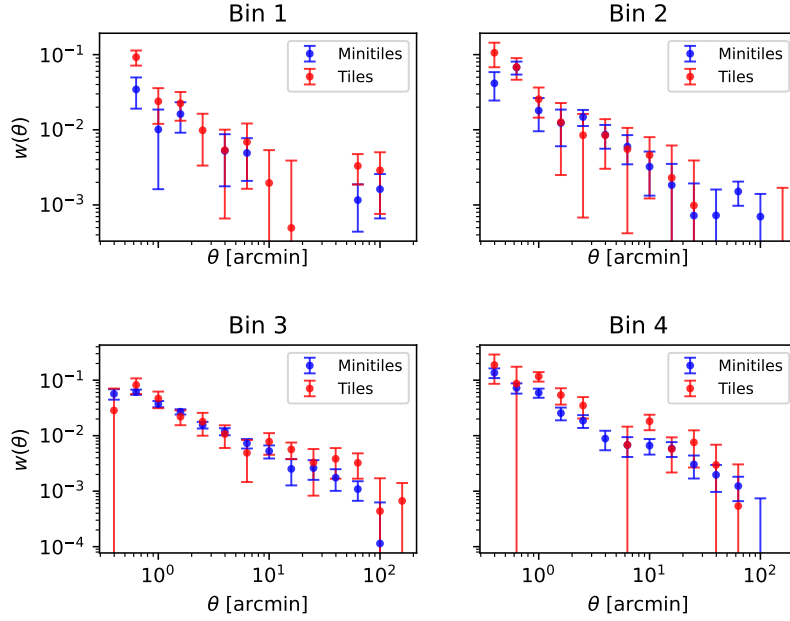 Bin 1
Bin 2
w(θ)
10⁻¹
10⁻²
10⁻³
Minitiles
Tiles
Minitiles
Tiles
θ [arcmin]
θ [arcmin]
Bin 3
Bin 4
w(θ)
10⁻¹
10⁻²
10⁻³
10⁻⁴
Minitiles
Tiles
Minitiles
Tiles
10⁰ 10¹ 10²
10⁰ 10¹ 10²
θ [arcmin]
θ [arcmin]